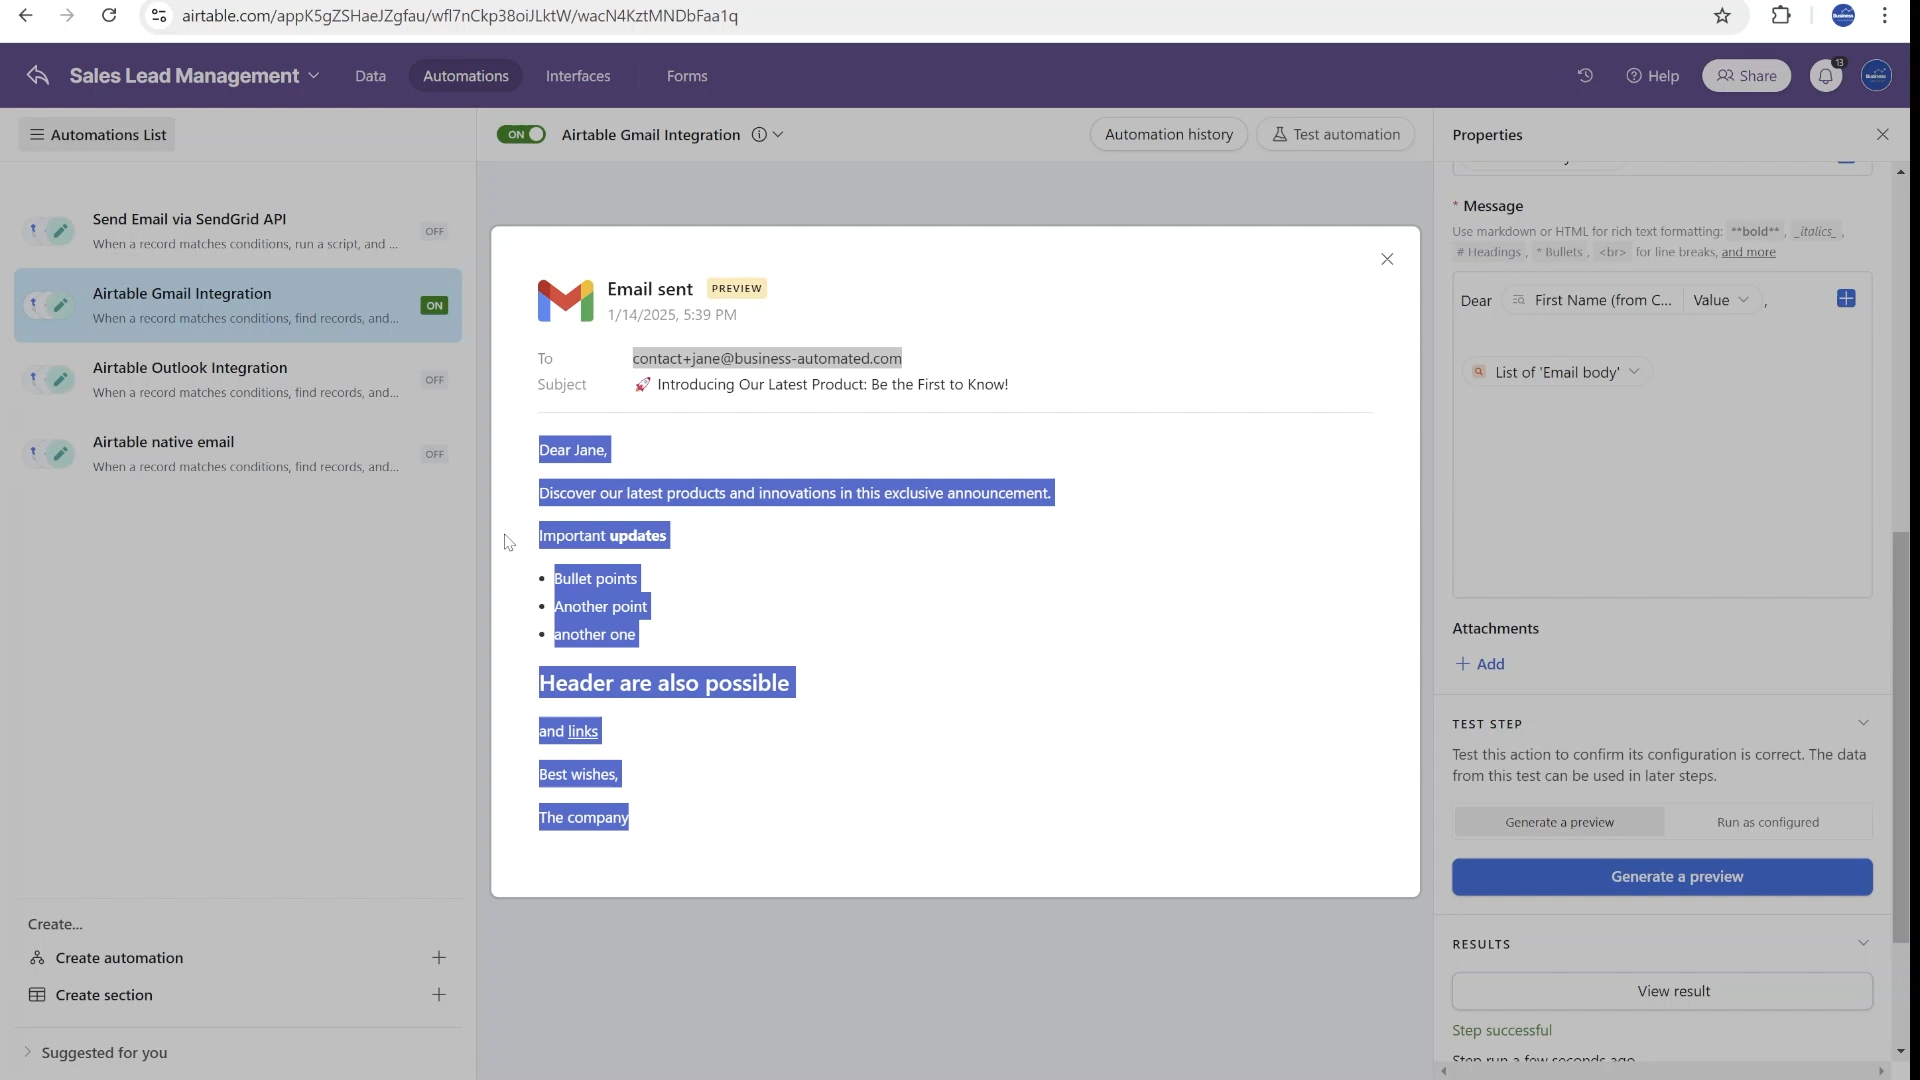 airtable.com/appK5gZSHaeJZgfau/wfl7nCkp38oiJLktW/wacN4KztMNDbFaa1q
Sales Lead Management
Data
Automations
Interfaces
Forms
Help
Share
13
Automations List
ON
Airtable Gmail Integration
Automation history
Test automation
Properties
Send Email via SendGrid API
When a record matches conditions, run a script, and ...
OFF
Airtable Gmail Integration
When a record matches conditions, find records, and...
ON
Airtable Outlook Integration
When a record matches conditions, find records, and...
OFF
Airtable native email
When a record matches conditions, find records, and...
OFF
Create...
Create automation
Create section
Suggested for you
Email sent PREVIEW
1/14/2025, 5:39 PM
To contact+jane@business-automated.com
Subject 🚀 Introducing Our Latest Product: Be the First to Know!
Dear Jane,
Discover our latest products and innovations in this exclusive announcement.
Important updates
• Bullet points
• Another point
• another one
Header are also possible
and links
Best wishes,
The company
* Message
Use markdown or HTML for rich text formatting: **bold** , _italics_ ,
# Headings , * Bullets , <br> for line breaks, and more
Dear First Name (from C... Value ,
List of 'Email body'
Attachments
+ Add
TEST STEP
Test this action to confirm its configuration is correct. The data
from this test can be used in later steps.
Generate a preview
Run as configured
Generate a preview
RESULTS
View result
Step successful
Step run a few seconds ago